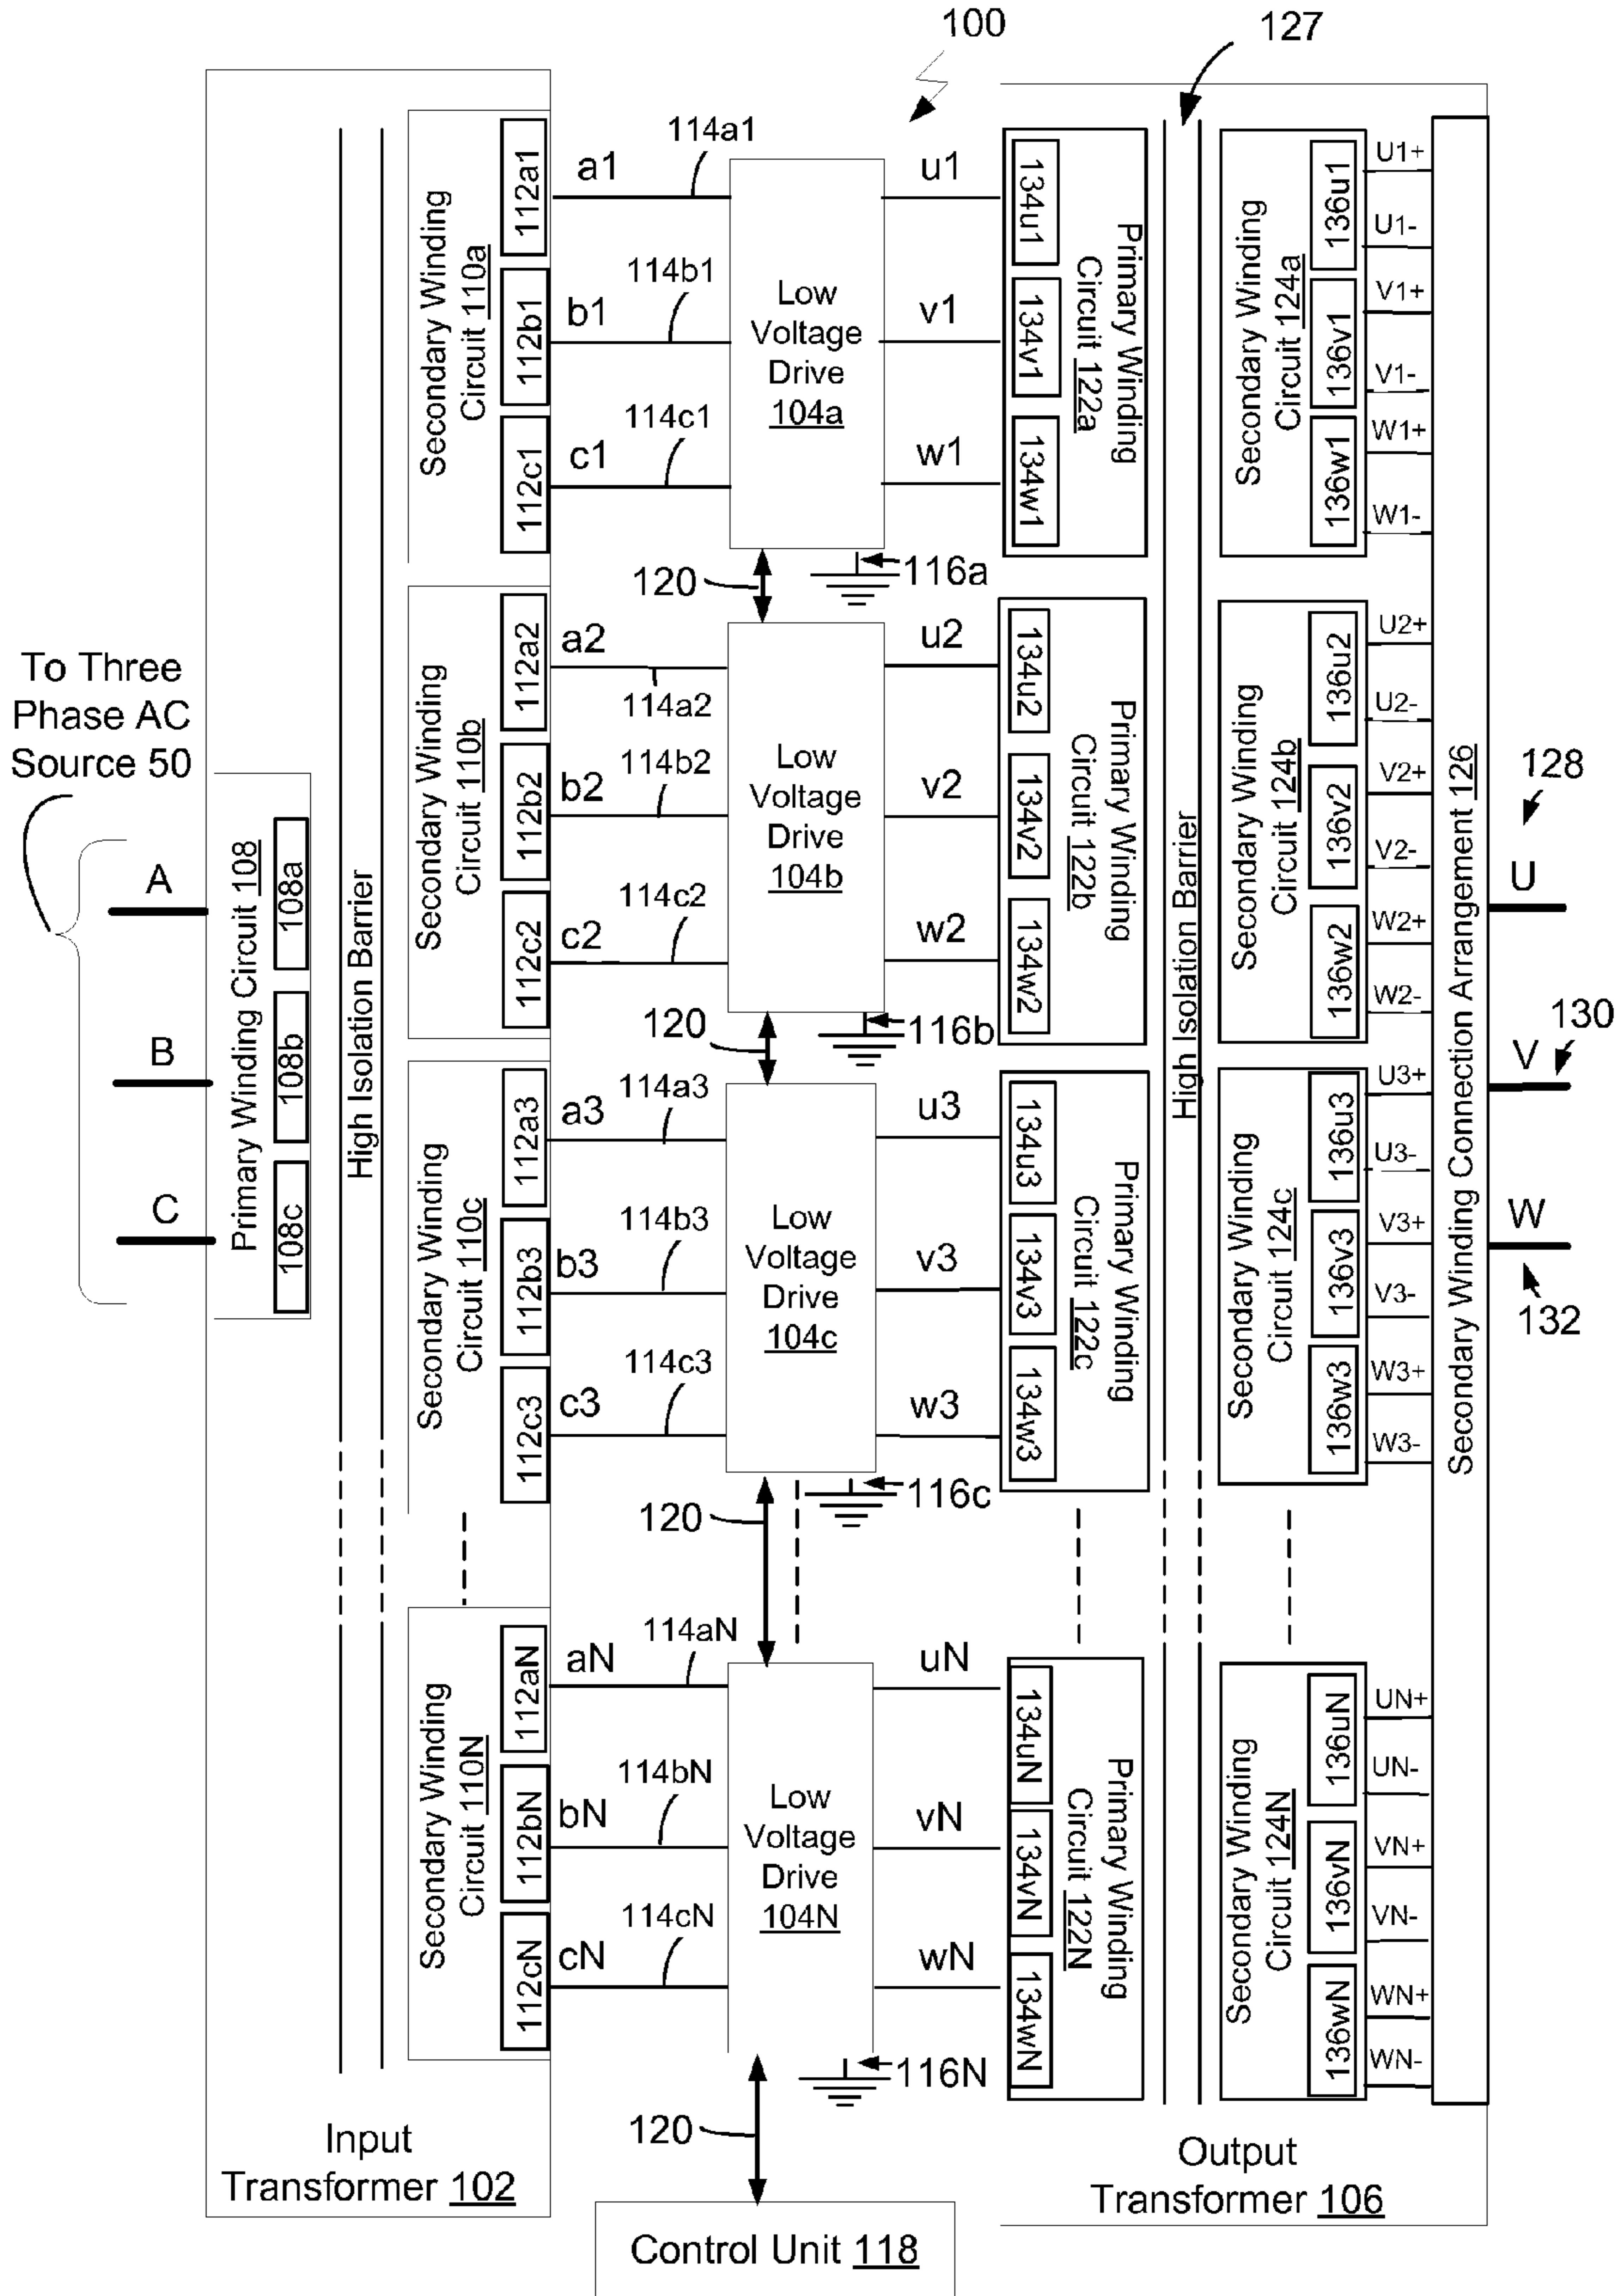 100
127
To Three
Phase AC
Source 50
A
B
C
Primary Winding Circuit 108
108a
108b
108c
High Isolation Barrier
Secondary Winding
Circuit 110a
112a1
112b1
112c1
a1
114a1
b1
114b1
c1
114c1
Low
Voltage
Drive
104a
u1
v1
w1
120
116a
Primary Winding
Circuit 122a
134u1
134v1
134w1
Secondary Winding
Circuit 124a
136u1
136v1
136w1
U1+
U1-
V1+
V1-
W1+
W1-
Secondary Winding
Circuit 110b
112a2
112b2
112c2
a2
114a2
b2
114b2
c2
114c2
Low
Voltage
Drive
104b
u2
v2
w2
120
116b
Primary Winding
Circuit 122b
134u2
134v2
134w2
High Isolation Barrier
Secondary Winding
Circuit 124b
136u2
136v2
136w2
U2+
U2-
V2+
V2-
W2+
W2-
Secondary Winding Connection Arrangement 126
128
U
130
V
W
132
Secondary Winding
Circuit 110c
112a3
112b3
112c3
a3
114a3
b3
114b3
c3
114c3
Low
Voltage
Drive
104c
u3
v3
w3
120
116c
Primary Winding
Circuit 122c
134u3
134v3
134w3
Secondary Winding
Circuit 124c
136u3
136v3
136w3
U3+
U3-
V3+
V3-
W3+
W3-
Secondary Winding
Circuit 110N
112aN
112bN
112cN
aN
114aN
bN
114bN
cN
114cN
Low
Voltage
Drive
104N
uN
vN
wN
120
116N
Primary Winding
Circuit 122N
134uN
134vN
134wN
Secondary Winding
Circuit 124N
136uN
136vN
136wN
UN+
UN-
VN+
VN-
WN+
WN-
Input
Transformer 102
Output
Transformer 106
Control Unit 118